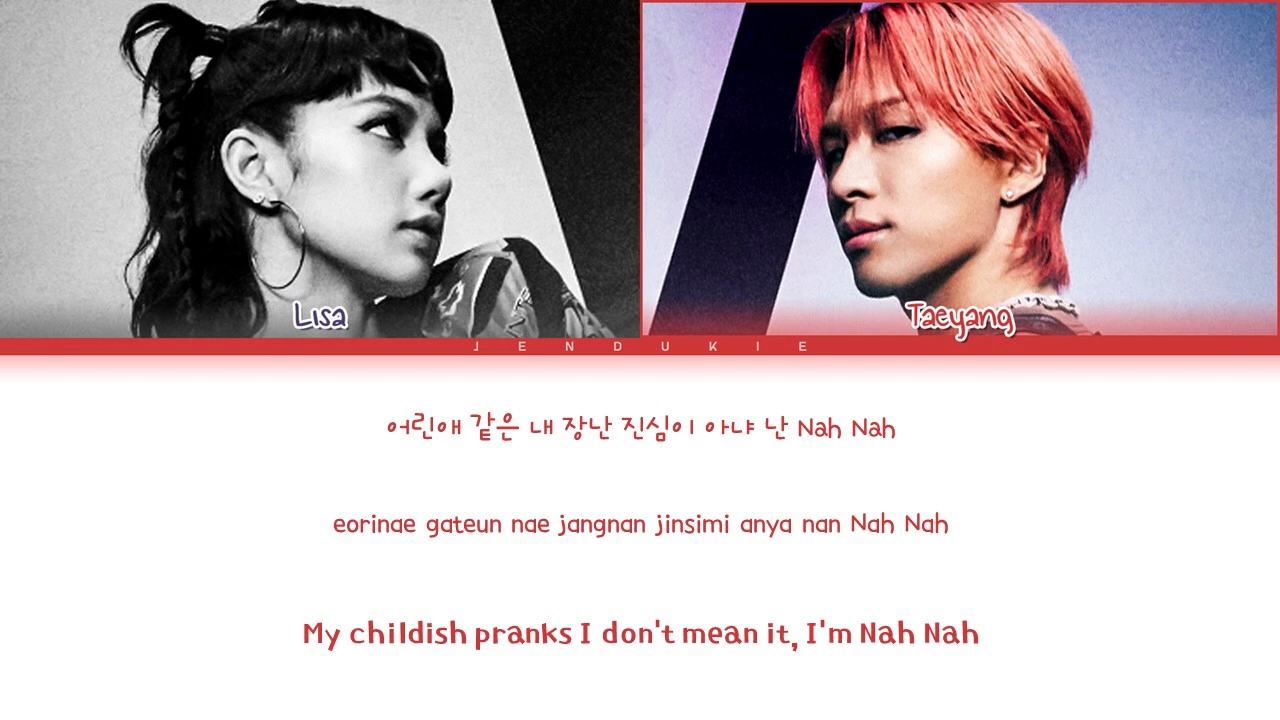 Lisa
Taeyang
JENDUKIE
어린애 같은 내 장난 진심이 아냐 난 Nah Nah
eorinae gateun nae jangnan jinsimi anya nan Nah Nah
My childish pranks I don't mean it, I'm Nah Nah